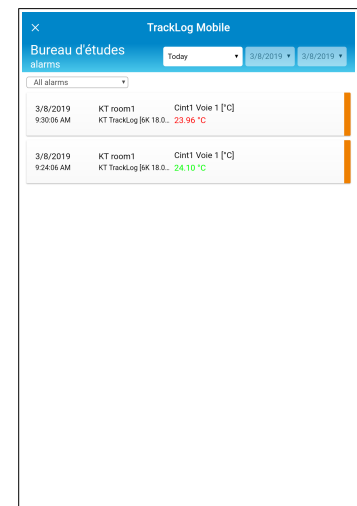 TrackLog Mobile
Bureau d'études
alarms
Today
3/8/2019
3/8/2019
All alarms
3/8/2019 KT room1 Cint1 Voie 1 [°C]
9:30:06 AM KT TrackLog [6K 18.0... 23.96 °C
3/8/2019 KT room1 Cint1 Voie 1 [°C]
9:24:06 AM KT TrackLog [6K 18.0... 24.10 °C